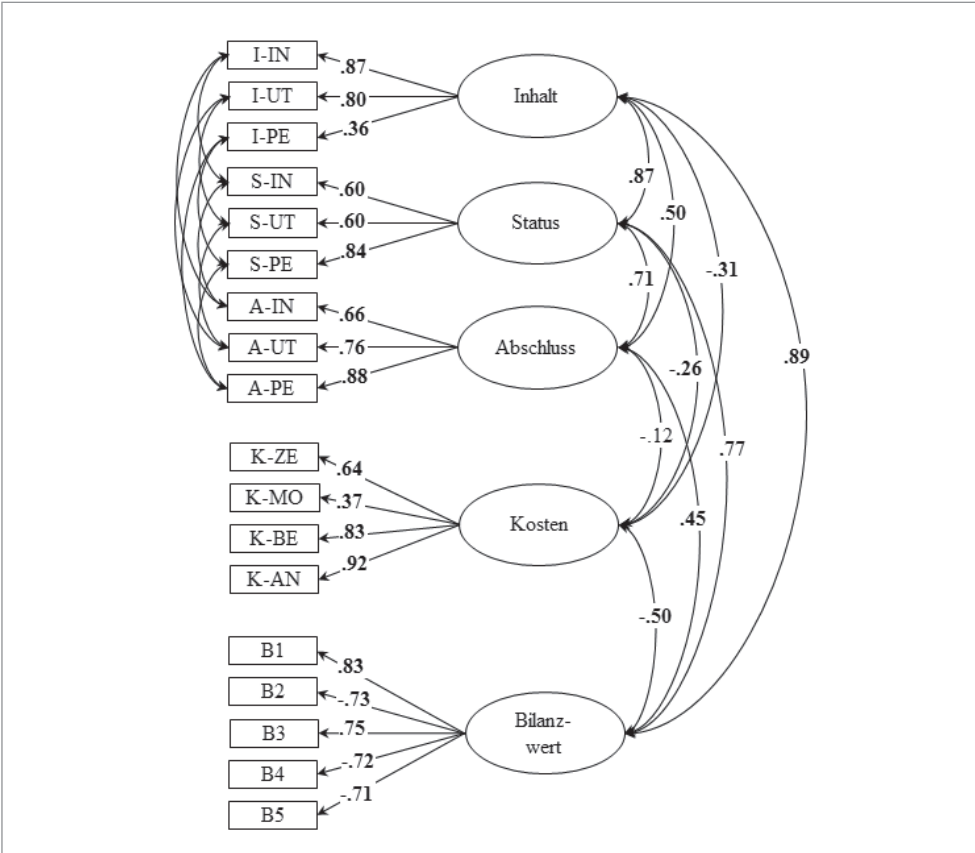 I-IN
I-UT
I-PE
S-IN
S-UT
S-PE
A-IN
A-UT
A-PE
K-ZE
K-MO
K-BE
K-AN
B1
B2
B3
B4
B5
.87
.80
.36
.60
.60
.84
.66
.76
.88
.64
.37
.83
.92
.83
-.73
.75
-.72
-.71
Inhalt
Status
Abschluss
Kosten
Bilanz-
wert
.87
.50
-.31
.71
-.26
.89
-.12
.77
.45
-.50